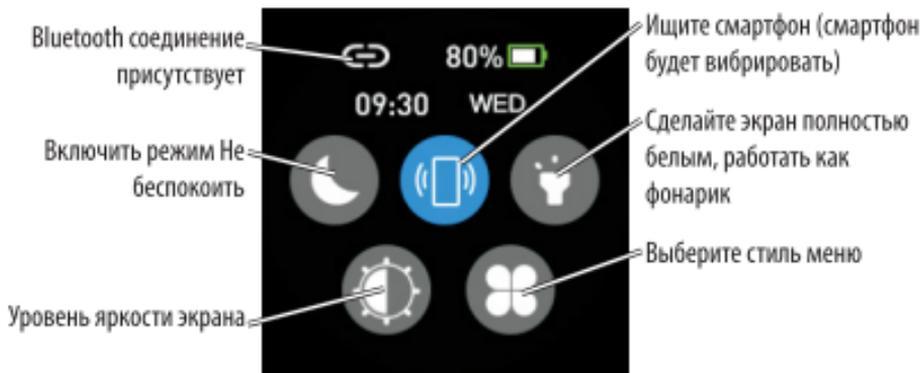 Bluetooth соединение
присутствует
Включить режим Не
беспокоить
Уровень яркости экрана
80%
09:30 WED
Ищите смартфон (смартфон
будет вибрировать)
Сделайте экран полностью
белым, работать как
фонарик
Выберите стиль меню